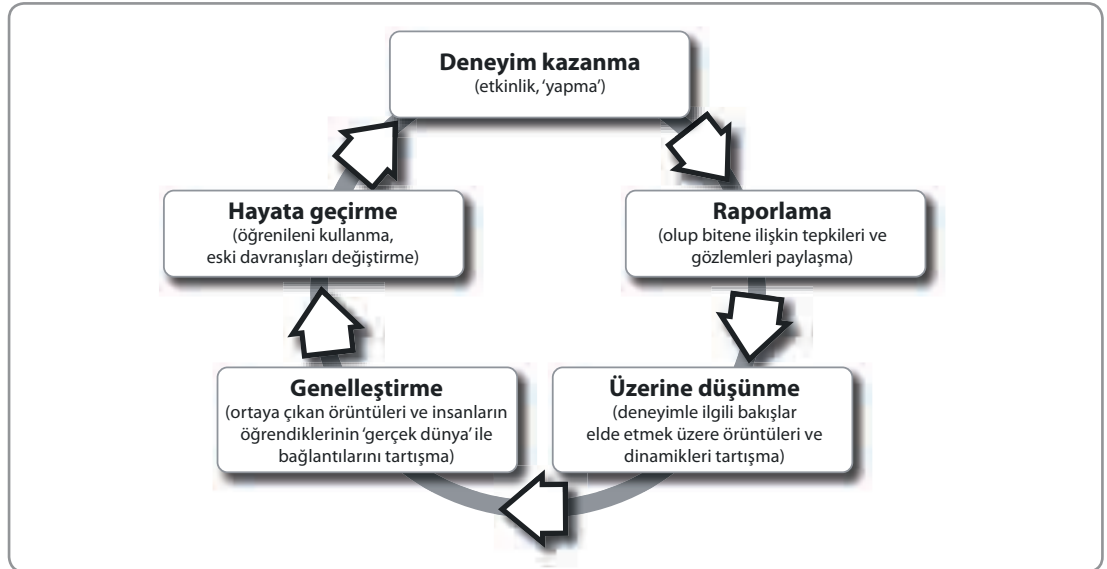 Deneyim kazanma
(etkinlik, ‘yapma’)
Raporlama
(olup bitene ilişkin tepkileri ve
gözlemleri paylaşma)
Üzerine düşünme
(deneyimle ilgili bakışlar
elde etmek üzere örüntüleri ve
dinamikleri tartışma)
Genelleştirme
(ortaya çıkan örüntüleri ve insanların
öğrendiklerinin ‘gerçek dünya’ ile
bağlantılarını tartışma)
Hayata geçirme
(öğrenileni kullanma,
eski davranışları değiştirme)